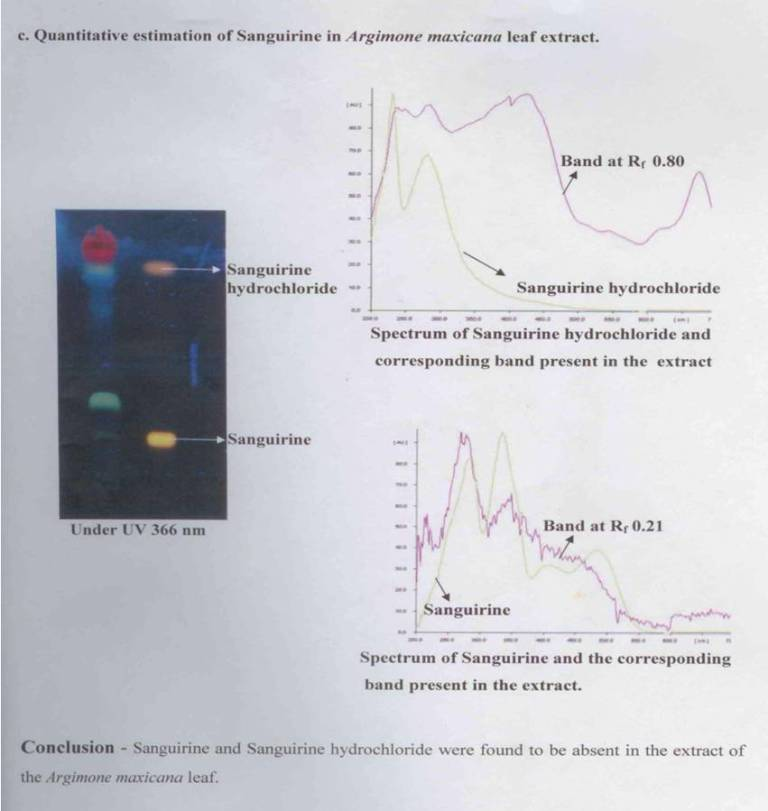 c. Quantitative estimation of Sanguirine in Argimone maxicana leaf extract.
Band at Rf 0.80
Sanguirine
hydrochloride
Sanguirine hydrochloride
Spectrum of Sanguirine hydrochloride and
corresponding band present in the extract
Sanguirine
Under UV 366 nm
Band at Rf 0.21
Sanguirine
Spectrum of Sanguirine and the corresponding
band present in the extract.
Conclusion - Sanguirine and Sanguirine hydrochloride were found to be absent in the extract of
the Argimone maxicana leaf.